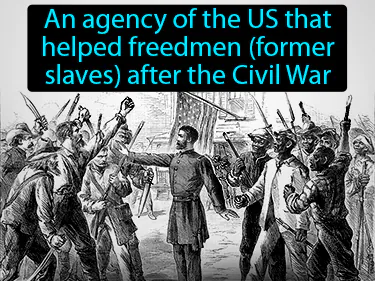 An agency of the US that
helped freedmen (former
slaves) after the Civil War